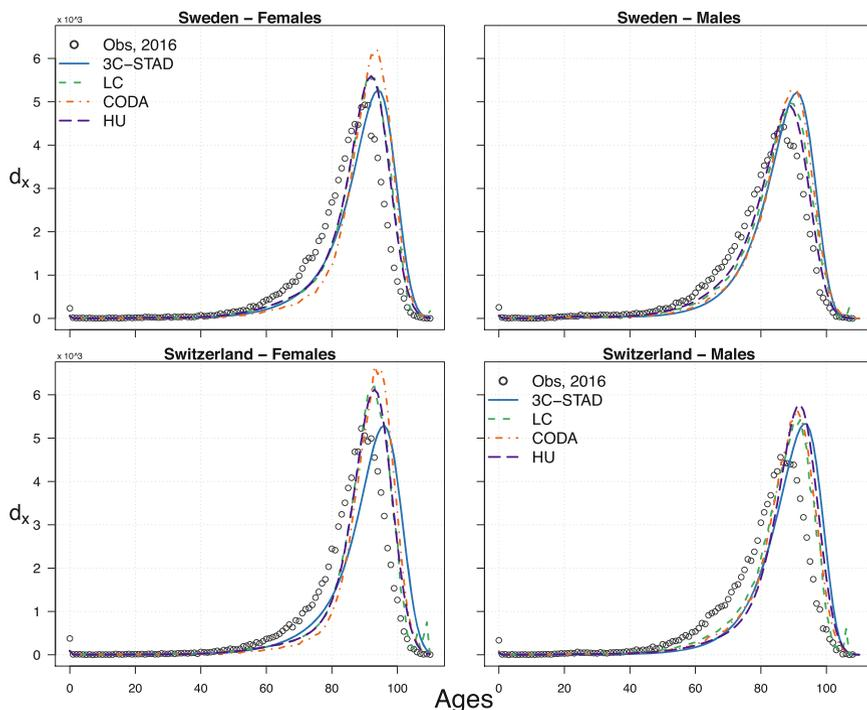 Sweden − Females
Sweden − Males
x 10^3
Obs, 2016
3C−STAD
LC
CODA
HU
6
5
4
3
2
1
0
dx
Switzerland − Females
Switzerland − Males
x 10^3
Obs, 2016
3C−STAD
LC
CODA
HU
6
5
4
3
2
1
0
dx
0 20 40 60 80 100
0 20 40 60 80 100
Ages